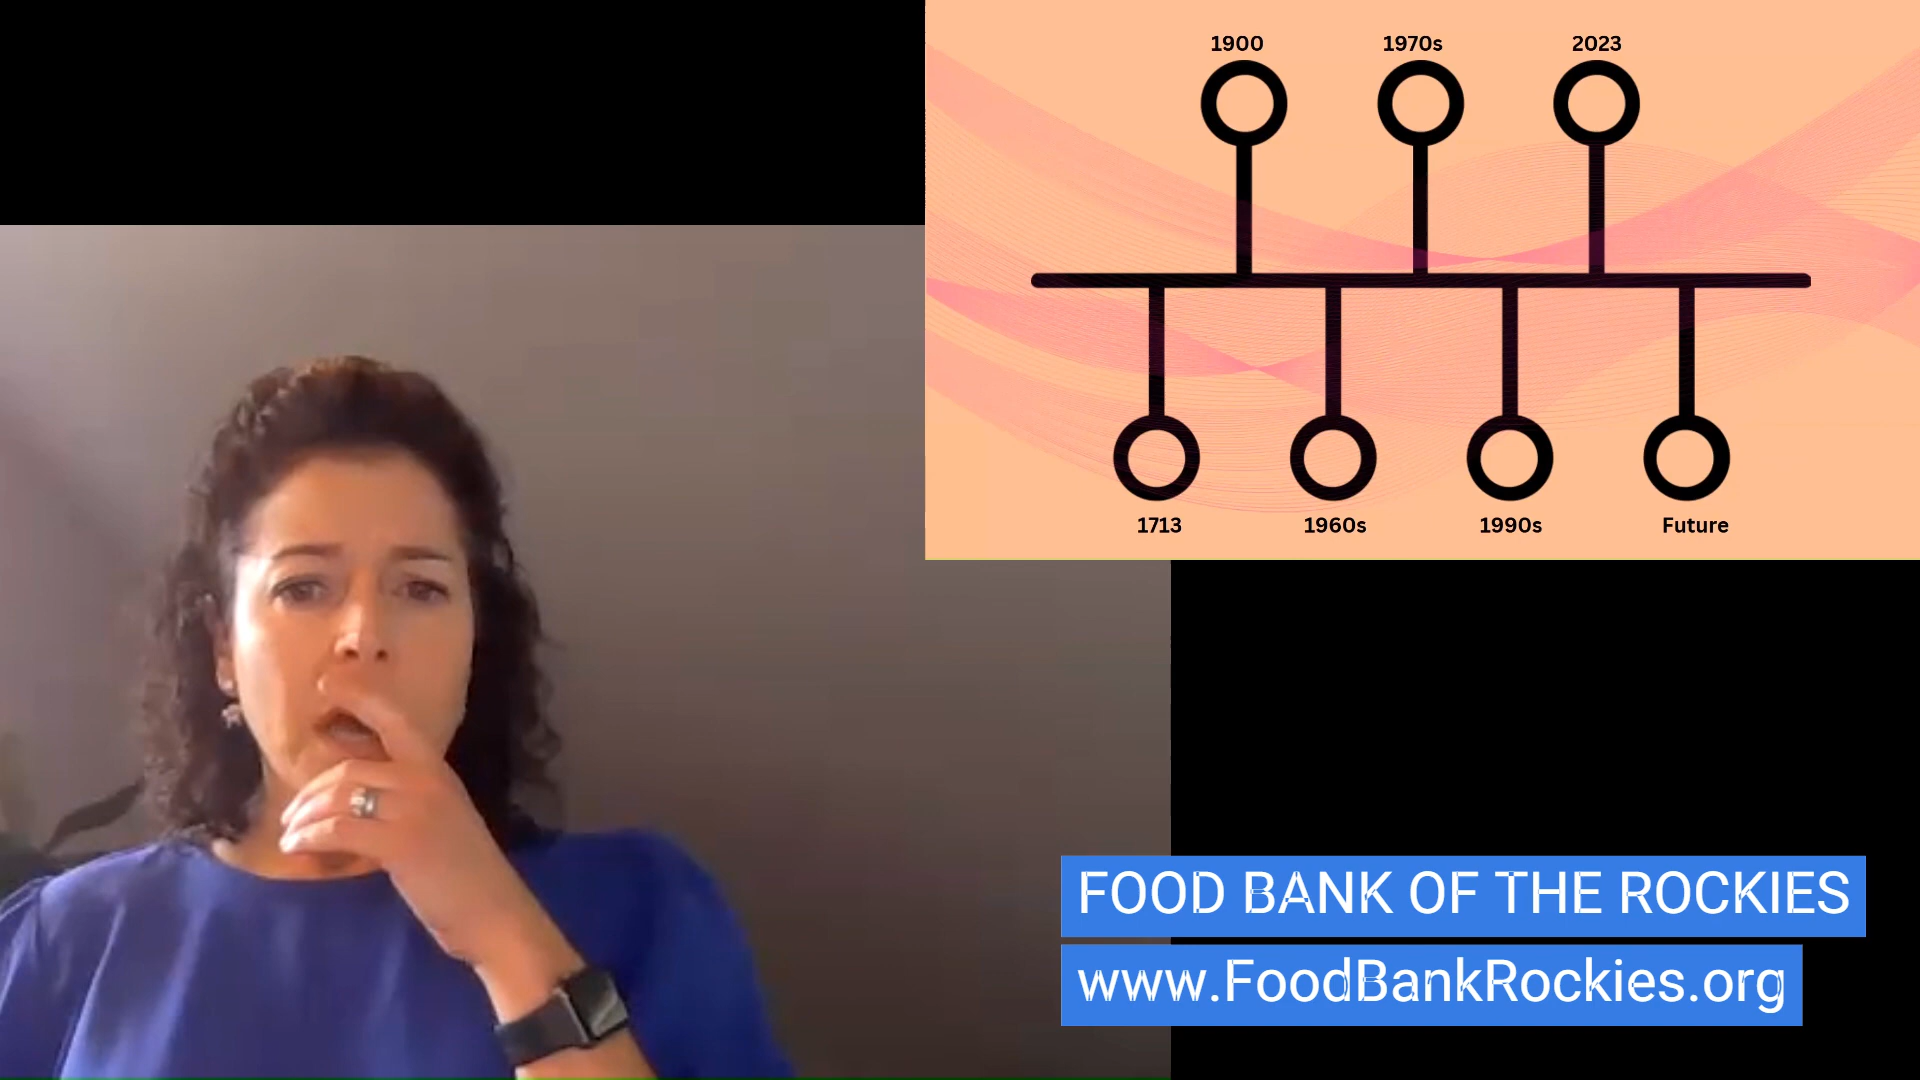 1900 1970s 2023
1713 1960s 1990s Future
FOOD BANK OF THE ROCKIES
www.FoodBankRockies.org